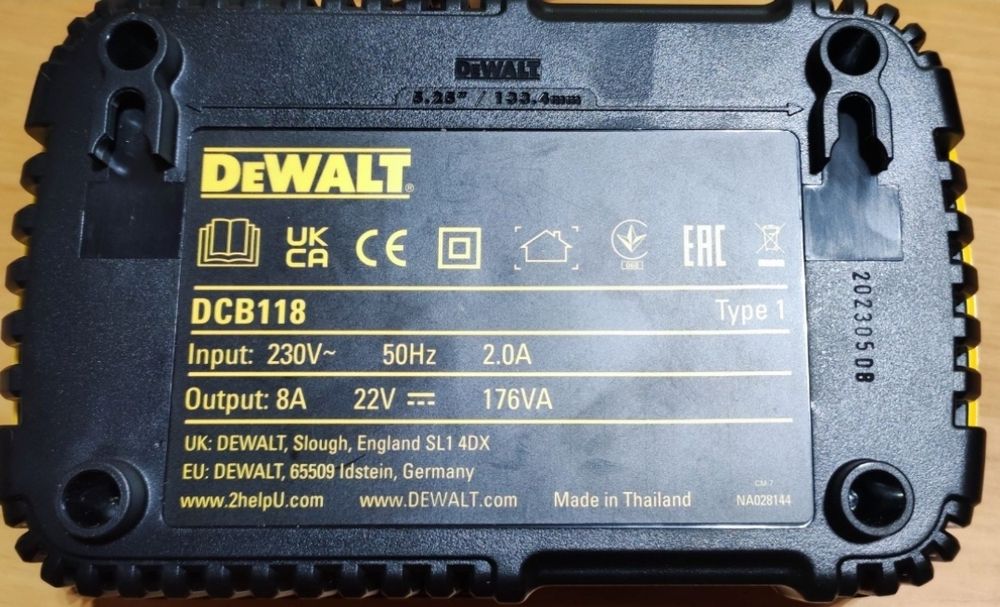 DEWALT
5.25" / 133.4mm
DEWALT®
UK CA CE EAC
DCB118 Type 1
Input: 230V~ 50Hz 2.0A
Output: 8A 22V ⎓ 176VA
UK: DEWALT, Slough, England SL1 4DX
EU: DEWALT, 65509 Idstein, Germany
CM-7
www.2helpU.com www.DEWALT.com Made in Thailand NA028144
20230508